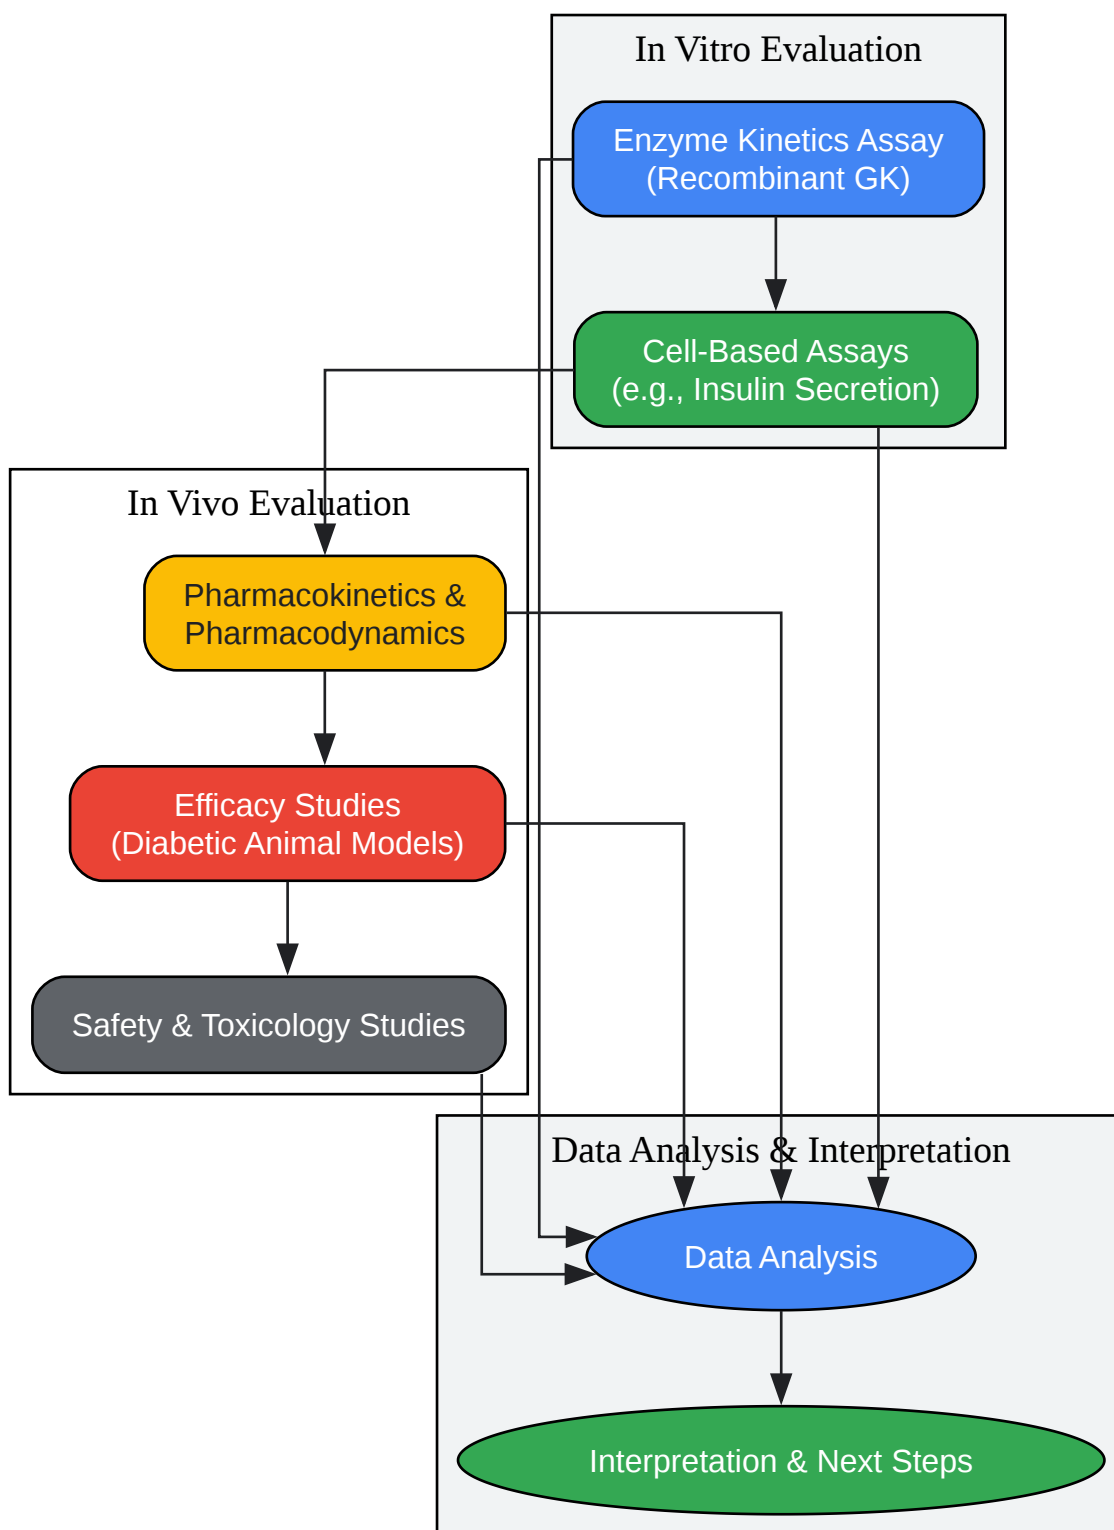 In Vitro Evaluation
Enzyme Kinetics Assay
(Recombinant GK)
Cell-Based Assays
(e.g., Insulin Secretion)
In Vivo Evaluation
Pharmacokinetics &
Pharmacodynamics
Efficacy Studies
(Diabetic Animal Models)
Safety & Toxicology Studies
Data Analysis & Interpretation
Data Analysis
Interpretation & Next Steps